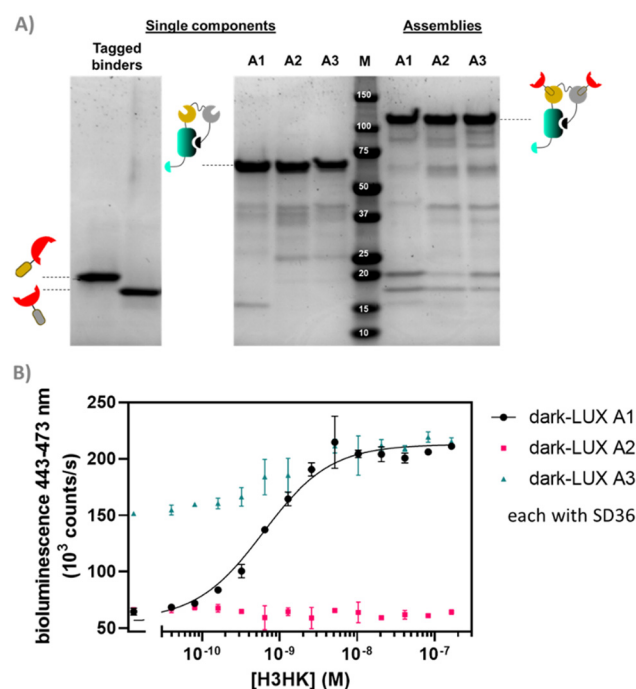 A)
Single components
Assemblies
Tagged
binders
A1 A2 A3 M A1 A2 A3
150
100
75
50
37
25
20
15
10
B)
bioluminescence 443-473 nm
(10³ counts/s)
250
200
150
100
50
10⁻¹⁰ 10⁻⁹ 10⁻⁸ 10⁻⁷
[H3HK] (M)
dark-LUX A1
dark-LUX A2
dark-LUX A3
each with SD36